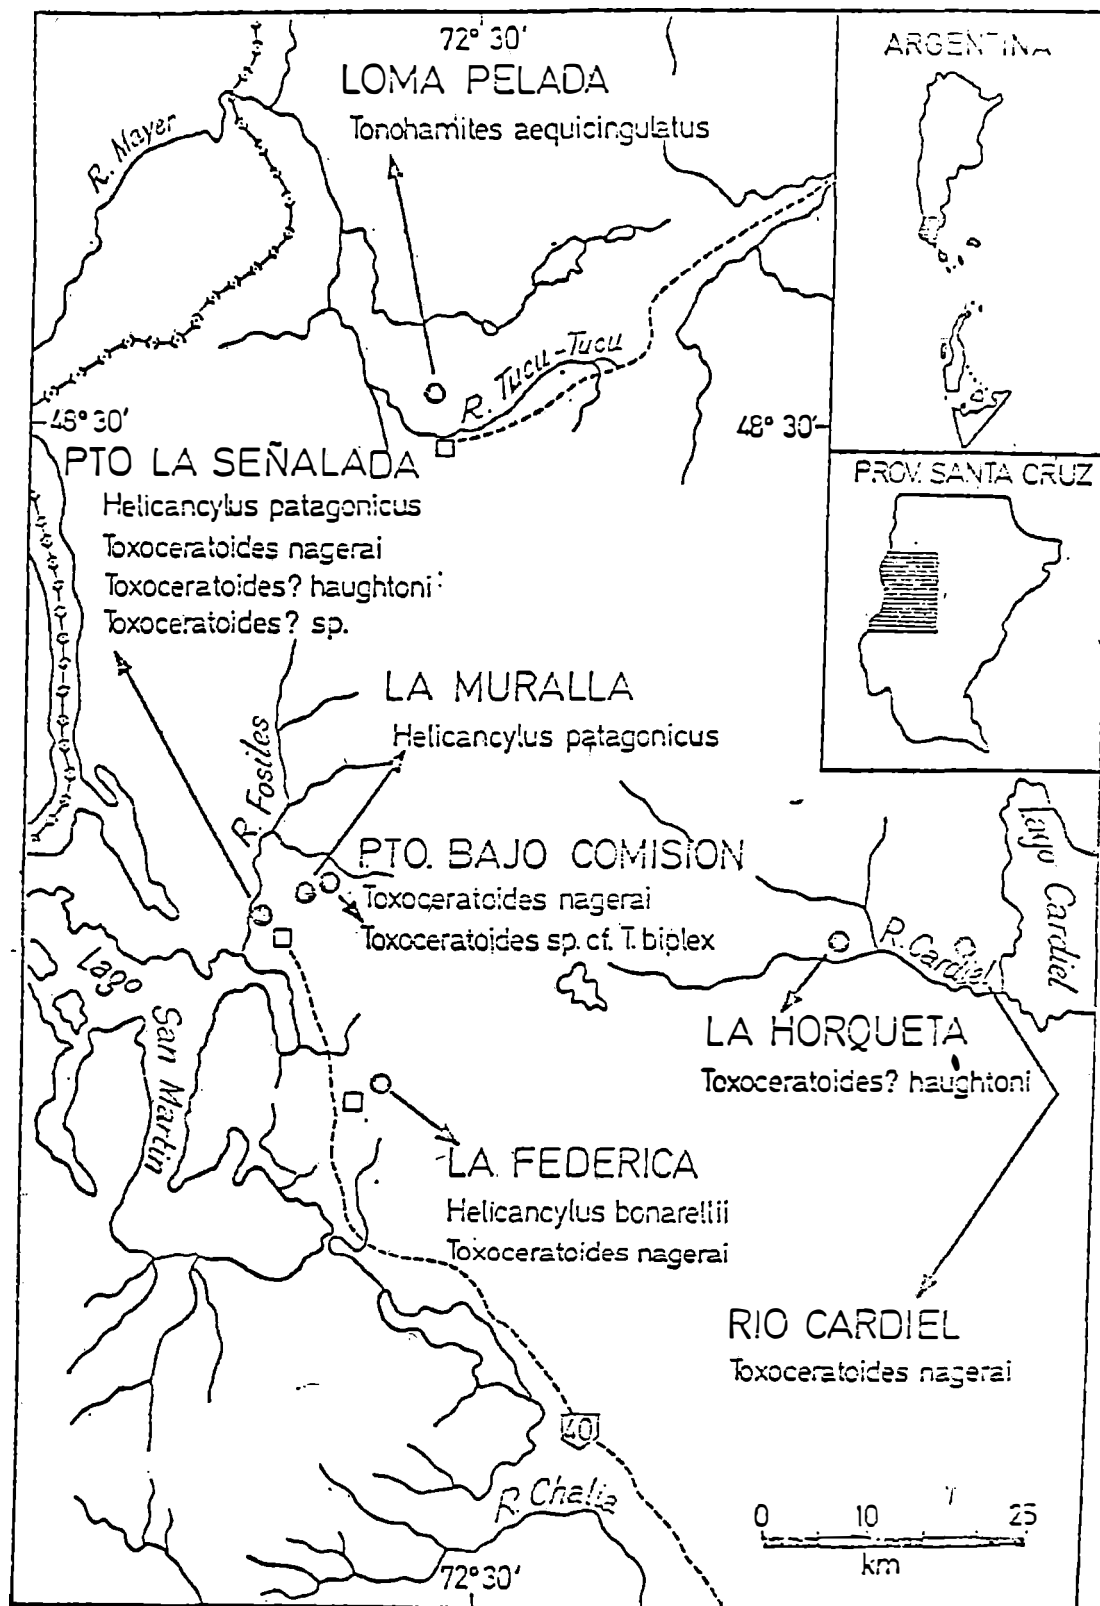 72° 30'
ARGENTINA
LOMA PELADA
Tonohamites aequicingulatus
R. Mayer
R. Tucu-Tucu
48° 30'
48° 30'
PTO LA SEÑALADA
Helicancylus patagonicus
Toxoceratoides nagerai
Toxoceratoides? haughtoni
Toxoceratoides? sp.
PROV. SANTA CRUZ
LA MURALLA
Helicancylus patagonicus
R. Fosiles
PTO. BAJO COMISION
Toxoceratoides nagerai
Toxoceratoides sp. cf. T. biplex
Lago Cardiel
R. Cardiel
Lago San Martin
LA HORQUETA
Toxoceratoides? haughtoni
LA FEDERICA
Helicancylus bonarellii
Toxoceratoides nagerai
RIO CARDIEL
Toxoceratoides nagerai
40
R. Chalia
0 10 25
km
72° 30'